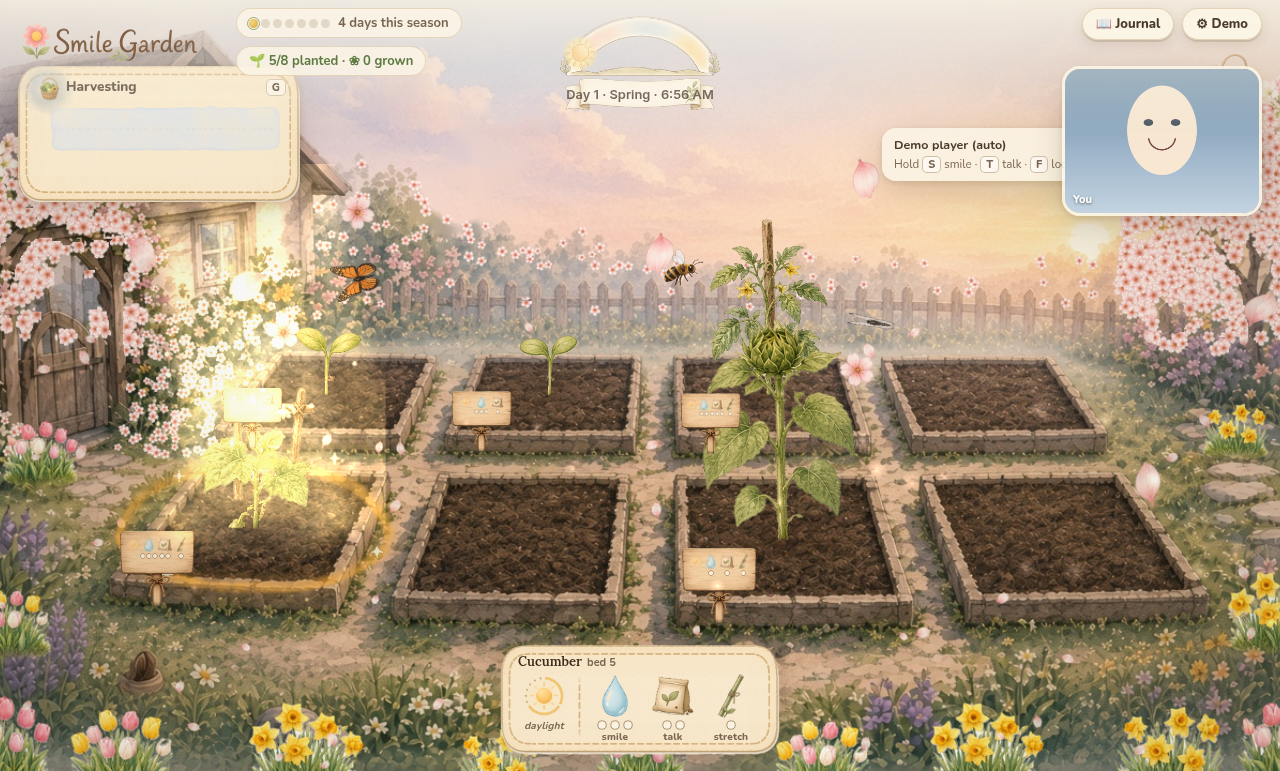 Smile Garden
4 days this season
5/8 planted · 0 grown
Harvesting
G
Day 1 · Spring · 6:56 AM
Journal
Demo
Demo player (auto)
Hold S smile · T talk · F lo
You
Cucumber bed 5
daylight
smile
talk
stretch